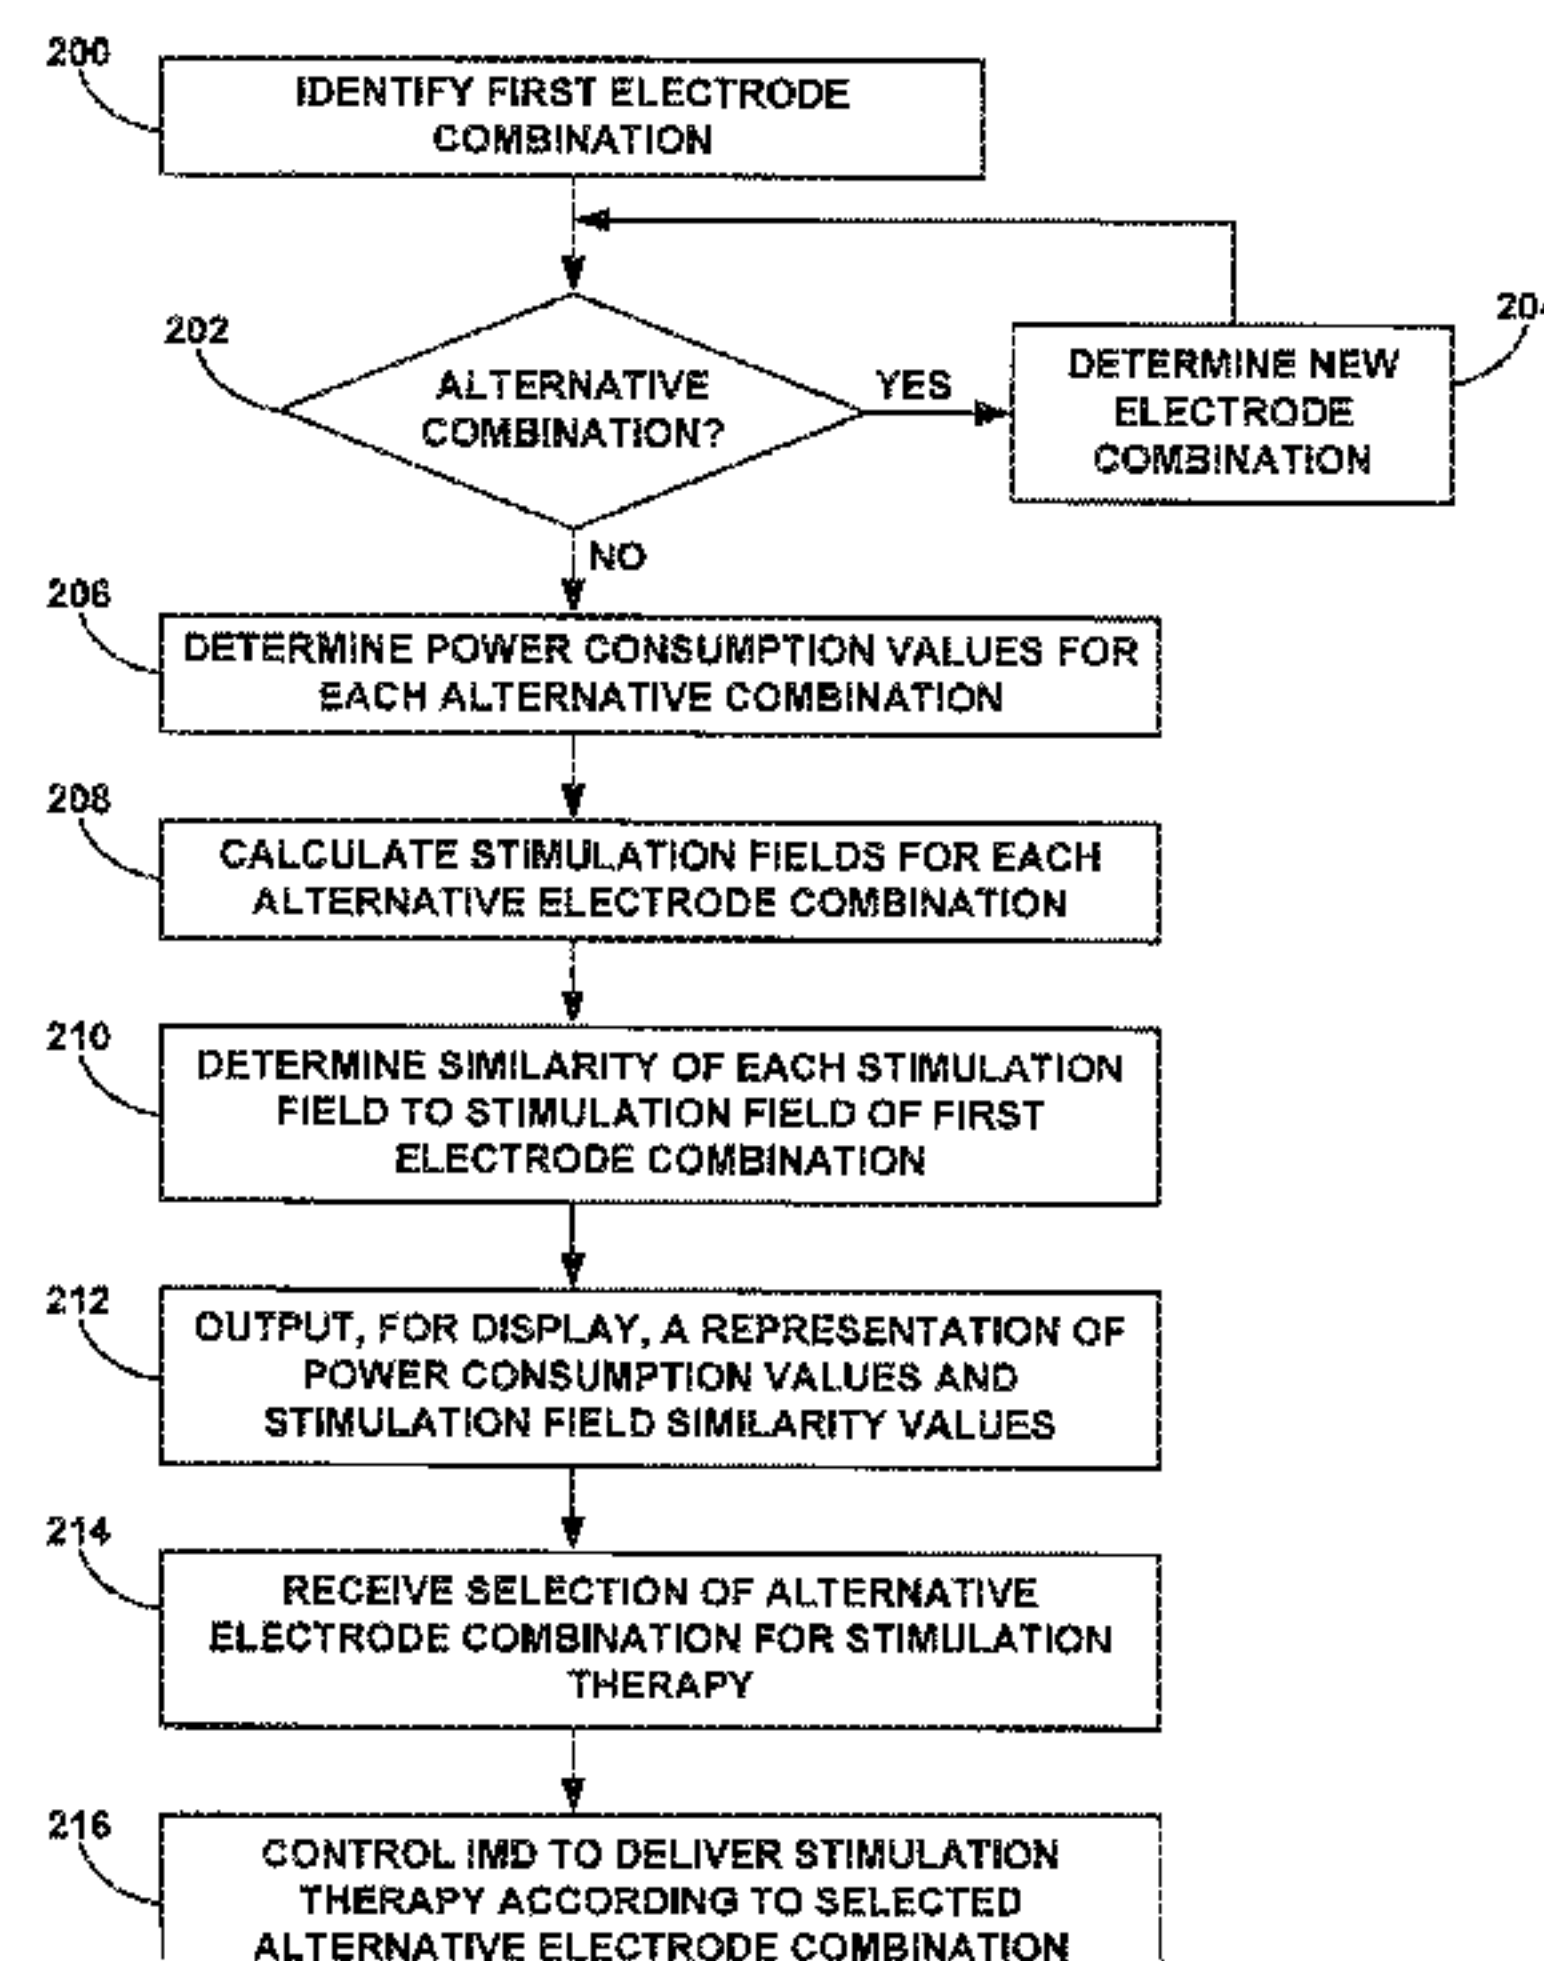 200
IDENTIFY FIRST ELECTRODE
COMBINATION
202
ALTERNATIVE
COMBINATION?
YES
DETERMINE NEW
ELECTRODE
COMBINATION
NO
206
DETERMINE POWER CONSUMPTION VALUES FOR
EACH ALTERNATIVE COMBINATION
208
CALCULATE STIMULATION FIELDS FOR EACH
ALTERNATIVE ELECTRODE COMBINATION
210
DETERMINE SIMILARITY OF EACH STIMULATION
FIELD TO STIMULATION FIELD OF FIRST
ELECTRODE COMBINATION
212
OUTPUT, FOR DISPLAY, A REPRESENTATION OF
POWER CONSUMPTION VALUES AND
STIMULATION FIELD SIMILARITY VALUES
214
RECEIVE SELECTION OF ALTERNATIVE
ELECTRODE COMBINATION FOR STIMULATION
THERAPY
216
CONTROL IMD TO DELIVER STIMULATION
THERAPY ACCORDING TO SELECTED
ALTERNATIVE ELECTRODE COMBINATION